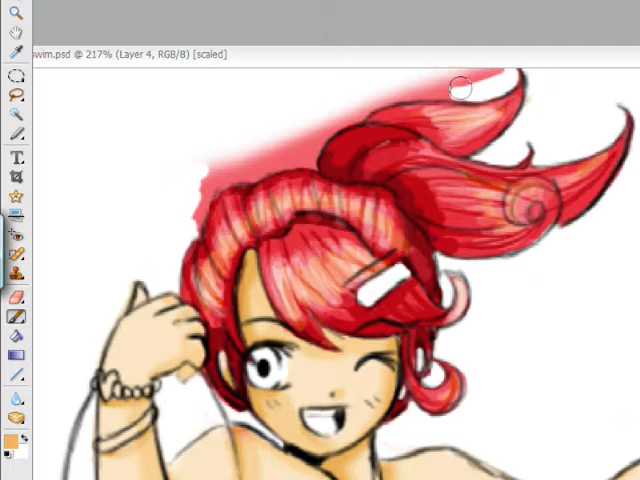 swim.psd @ 217% (Layer 4, RGB/8) [scaled]